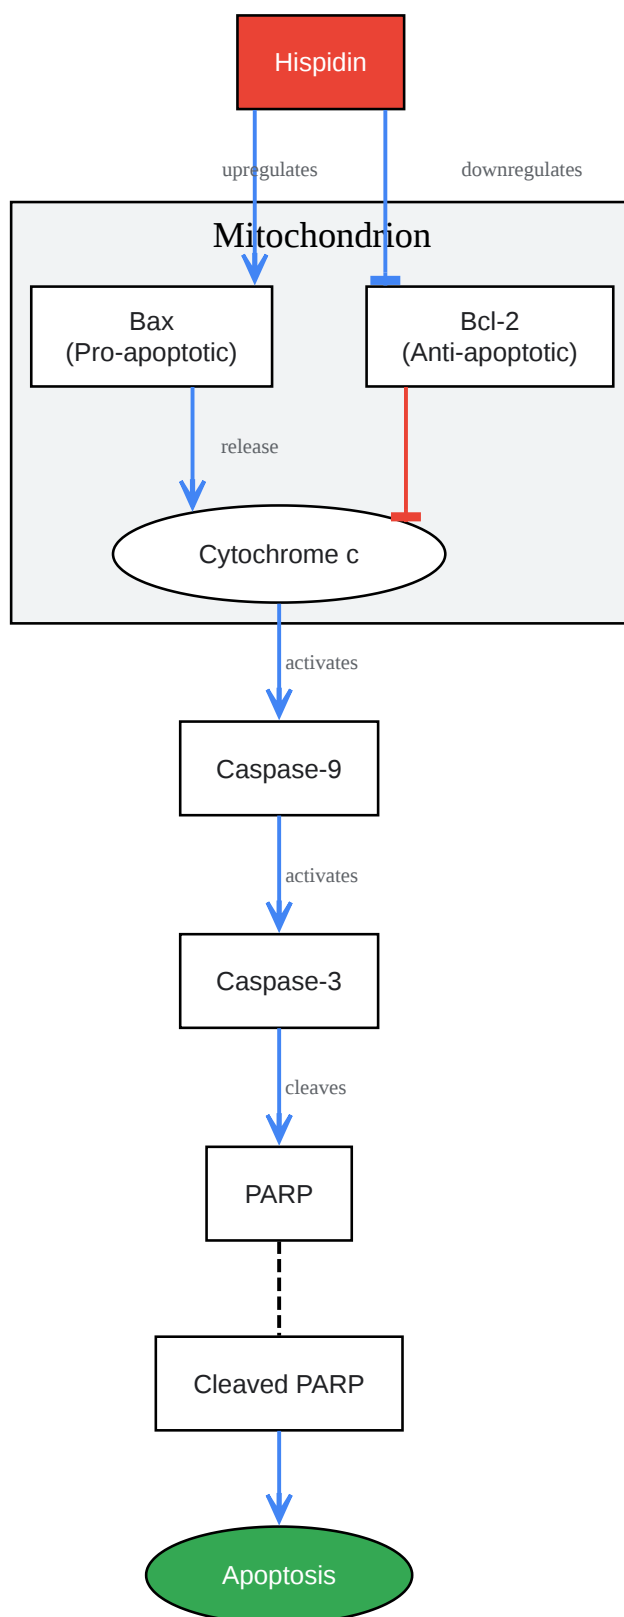 Hispidin
upregulates
downregulates
Mitochondrion
Bax
(Pro-apoptotic)
Bcl-2
(Anti-apoptotic)
release
Cytochrome c
activates
Caspase-9
activates
Caspase-3
cleaves
PARP
Cleaved PARP
Apoptosis